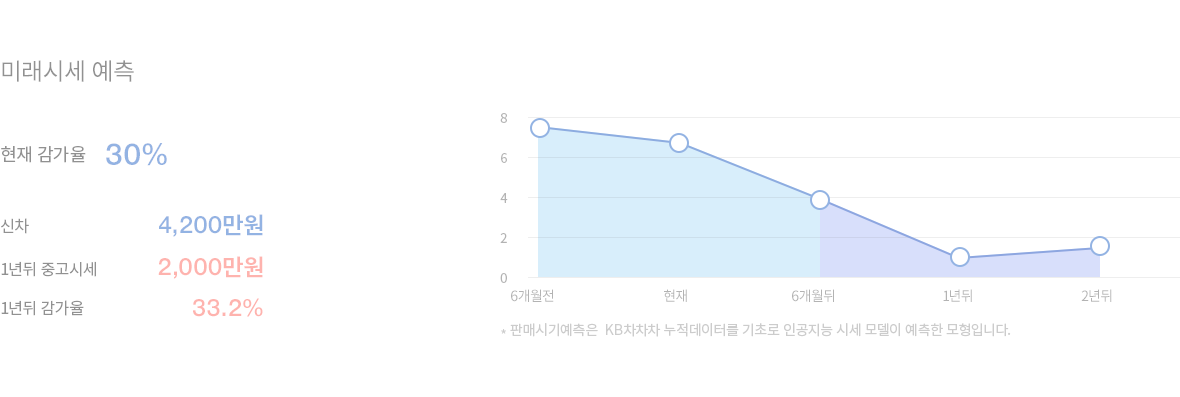 미래시세 예측
현재 감가율 30%
신차 4,200만원
1년뒤 중고시세 2,000만원
1년뒤 감가율 33.2%
8
6
4
2
0
6개월전 현재 6개월뒤 1년뒤 2년뒤
* 판매시기예측은 KB차차차 누적데이터를 기초로 인공지능 시세 모델이 예측한 모형입니다.